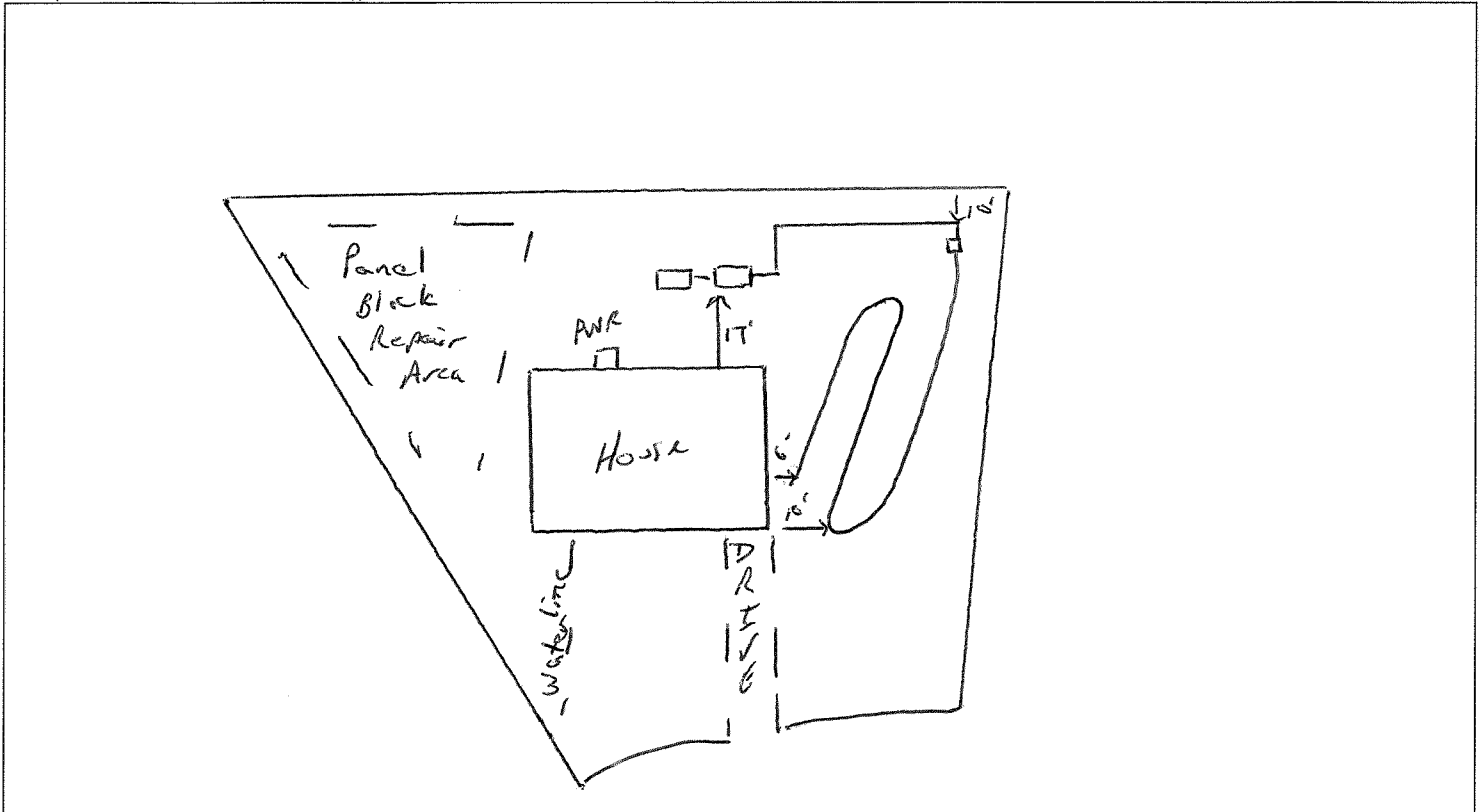 10'
Panel
Block
Repair
Area
PWR
17'
House
6'
10'
Waterline
DRIVE